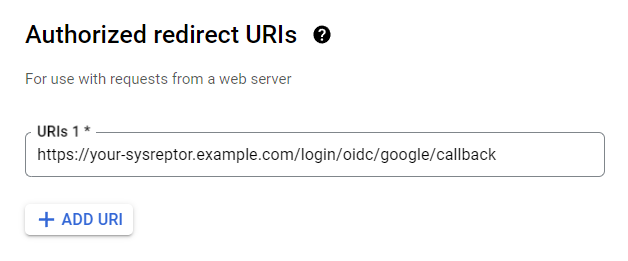 Authorized redirect URIs ?
For use with requests from a web server
URIs 1 *
https://your-sysreptor.example.com/login/oidc/google/callback
+ ADD URI